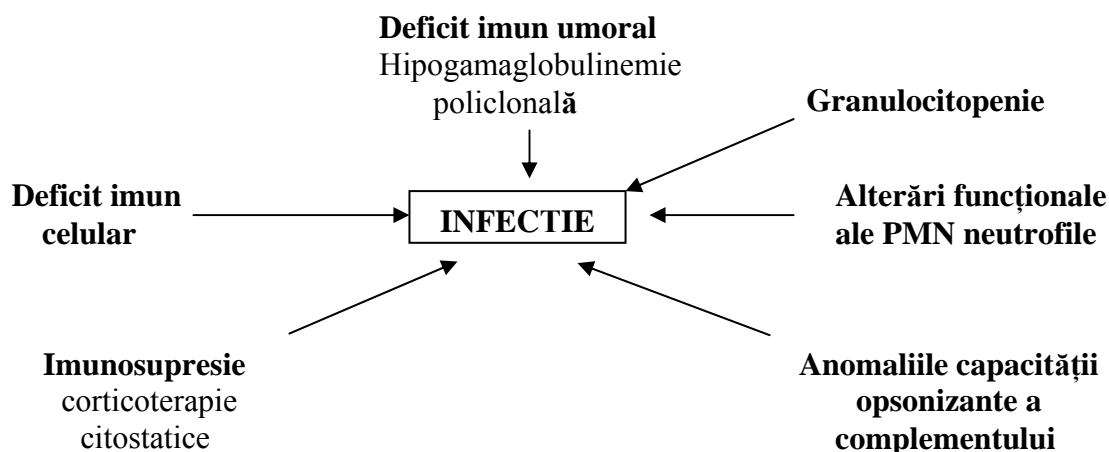 Deficit imun umoral
Hipogamaglobulinemie
policlonală
Granulocitopenie
Deficit imun
celular
INFECTIE
Alterări funcționale
ale PMN neutrofile
Imunosupresie
corticoterapie
citostatice
Anomaliile capacității
opsonizante a
complementului